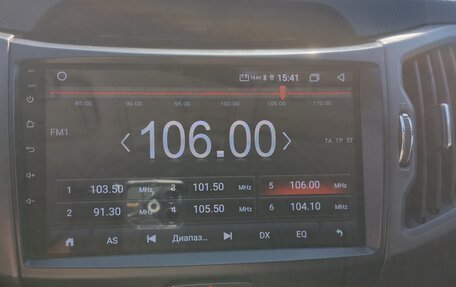 15:41
85.00 90.00 95.00 100.00 105.00 110.00
FM1
106.00
TA TP ST
1 103.50 MHz 3 101.50 MHz 5 106.00 MHz
2 91.30 MHz 4 105.50 MHz 6 104.10 MHz
AS Диапаз... DX EQ